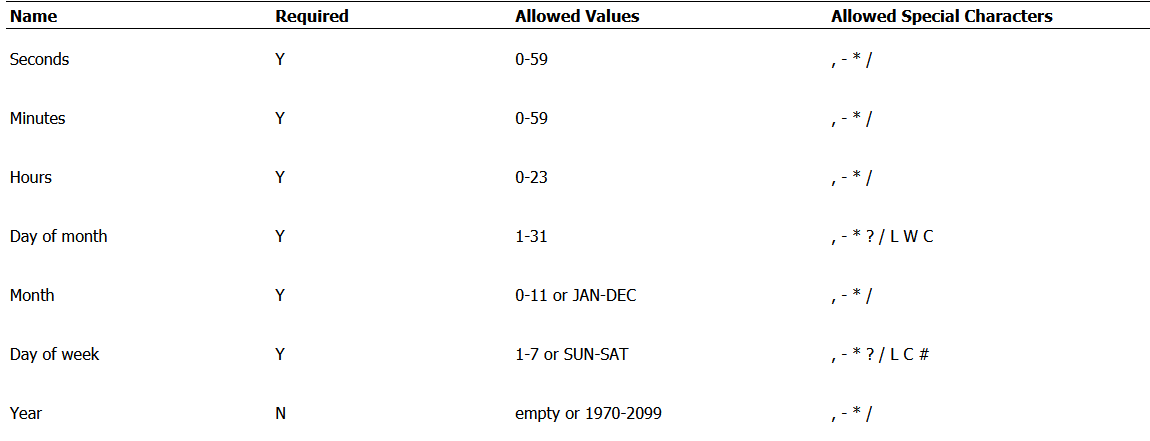 Name Required Allowed Values Allowed Special Characters
Seconds Y 0-59 , - * /
Minutes Y 0-59 , - * /
Hours Y 0-23 , - * /
Day of month Y 1-31 , - * ? / L W C
Month Y 0-11 or JAN-DEC , - * /
Day of week Y 1-7 or SUN-SAT , - * ? / L C #
Year N empty or 1970-2099 , - * /